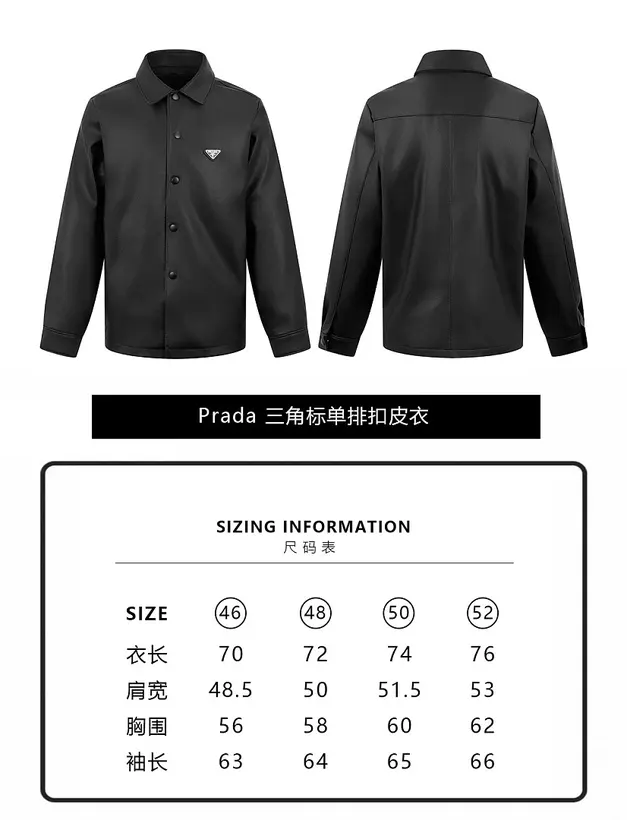 Prada 三角标单排扣皮衣
SIZING INFORMATION
尺码表
SIZE 46 48 50 52
衣长 70 72 74 76
肩宽 48.5 50 51.5 53
胸围 56 58 60 62
袖长 63 64 65 66